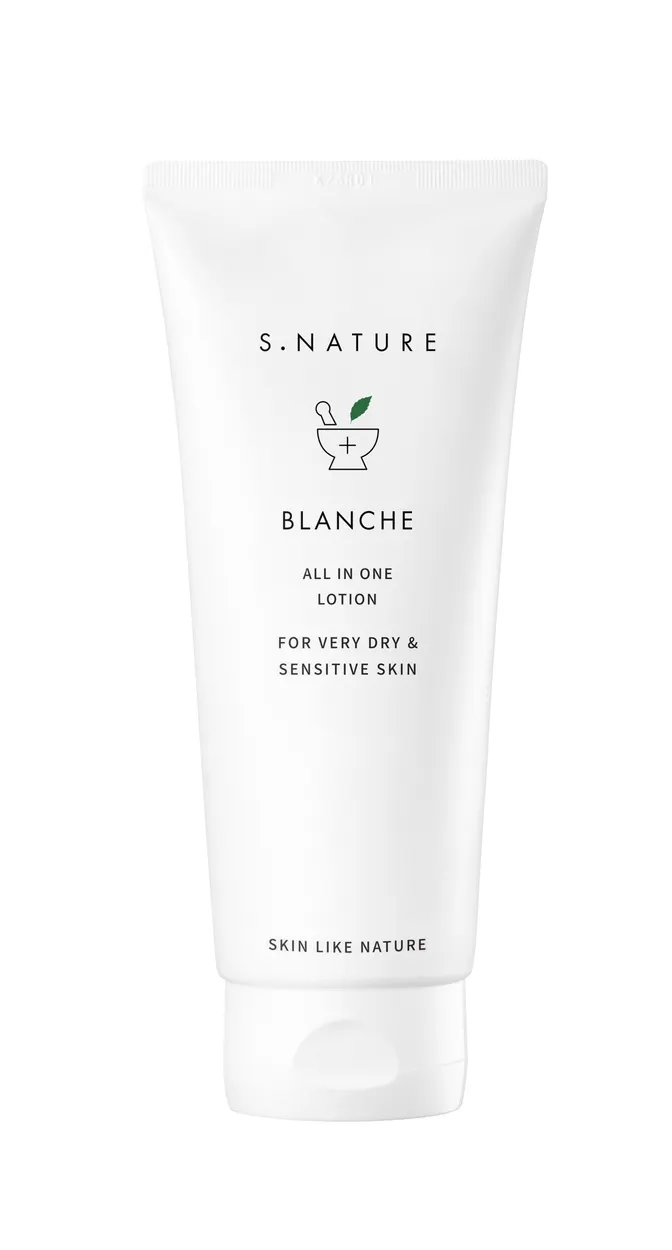 S.NATURE
BLANCHE
ALL IN ONE
LOTION
FOR VERY DRY &
SENSITIVE SKIN
SKIN LIKE NATURE